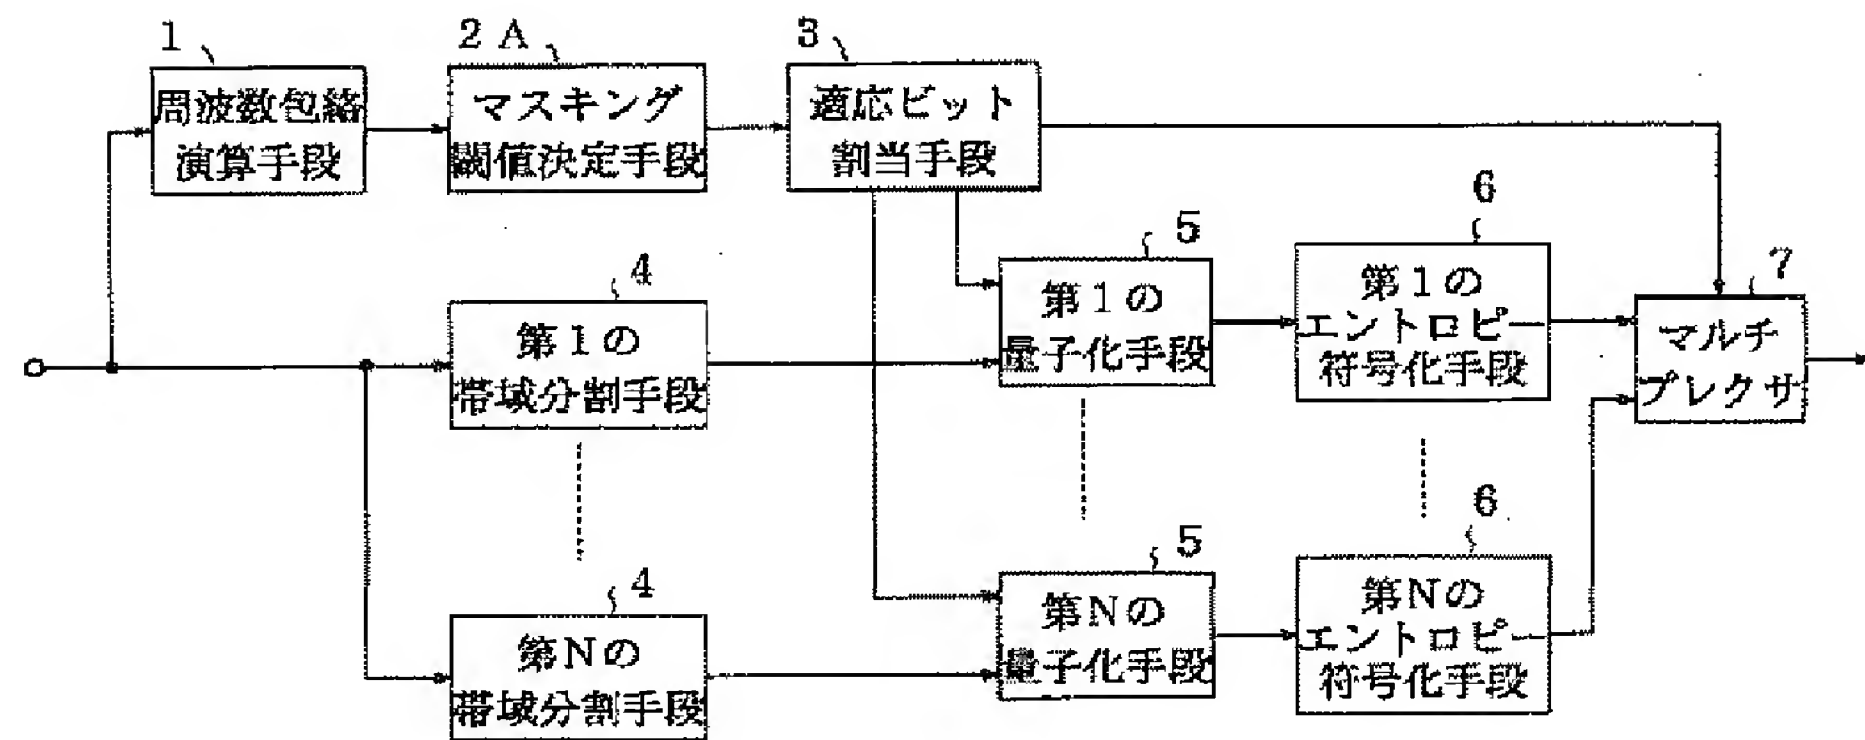 1
周波数包絡
演算手段
2A
マスキング
閾値決定手段
3
適応ビット
割当手段
4
第1の
帯域分割手段
5
第1の
量子化手段
6
第1の
エントロピー
符号化手段
7
マルチ
プレクサ
4
第Nの
帯域分割手段
5
第Nの
量子化手段
6
第Nの
エントロピー
符号化手段